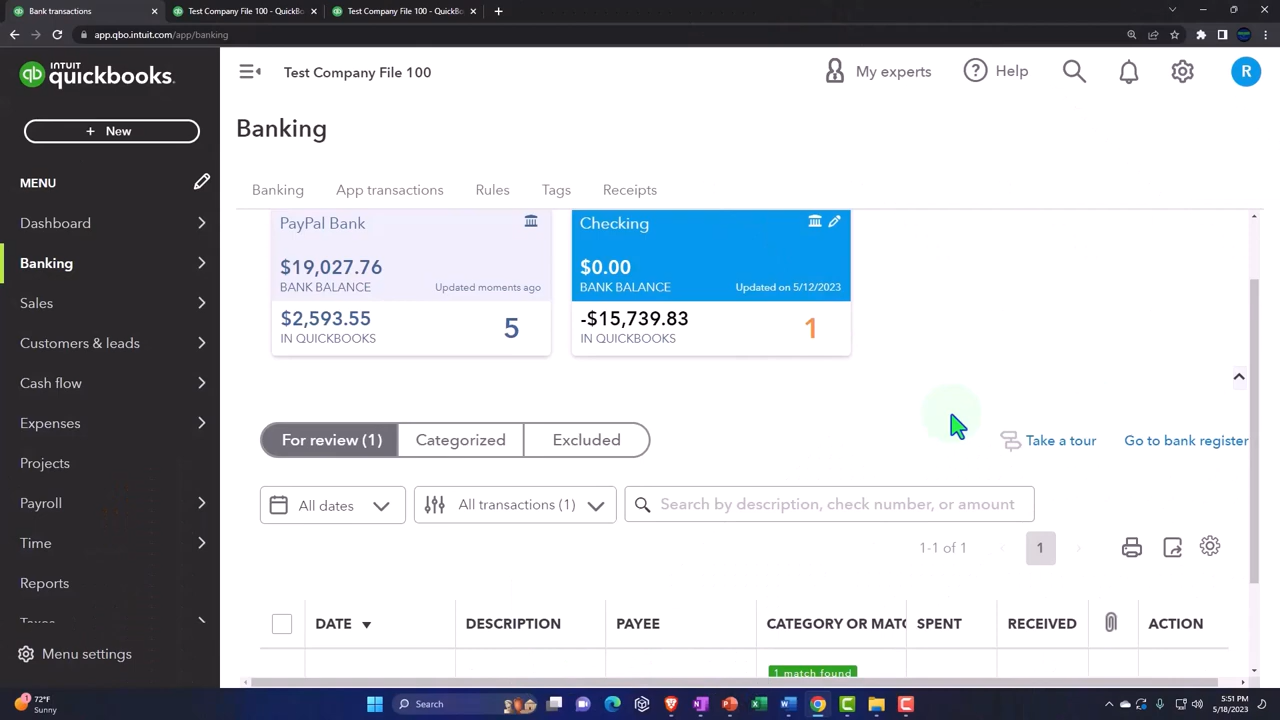 Bank transactions
Test Company File 100 - QuickBo
Test Company File 100 - QuickBo
app.qbo.intuit.com/app/banking
INTUIT
quickbooks.
Test Company File 100
My experts
Help
R
+ New
Banking
MENU
Banking App transactions Rules Tags Receipts
Dashboard
Banking
Sales
Customers & leads
Cash flow
Expenses
Projects
Payroll
Time
Reports
Taxes
Menu settings
PayPal Bank
$19,027.76
BANK BALANCE Updated moments ago
$2,593.55
IN QUICKBOOKS
5
Checking
$0.00
BANK BALANCE Updated on 5/12/2023
-$15,739.83
IN QUICKBOOKS
1
For review (1) Categorized Excluded
Take a tour Go to bank register
All dates All transactions (1) Search by description, check number, or amount
1-1 of 1 < 1 >
DATE DESCRIPTION PAYEE CATEGORY OR MATC SPENT RECEIVED ACTION
1 match found
72°F
Sunny
Search
5:51 PM
5/18/2023